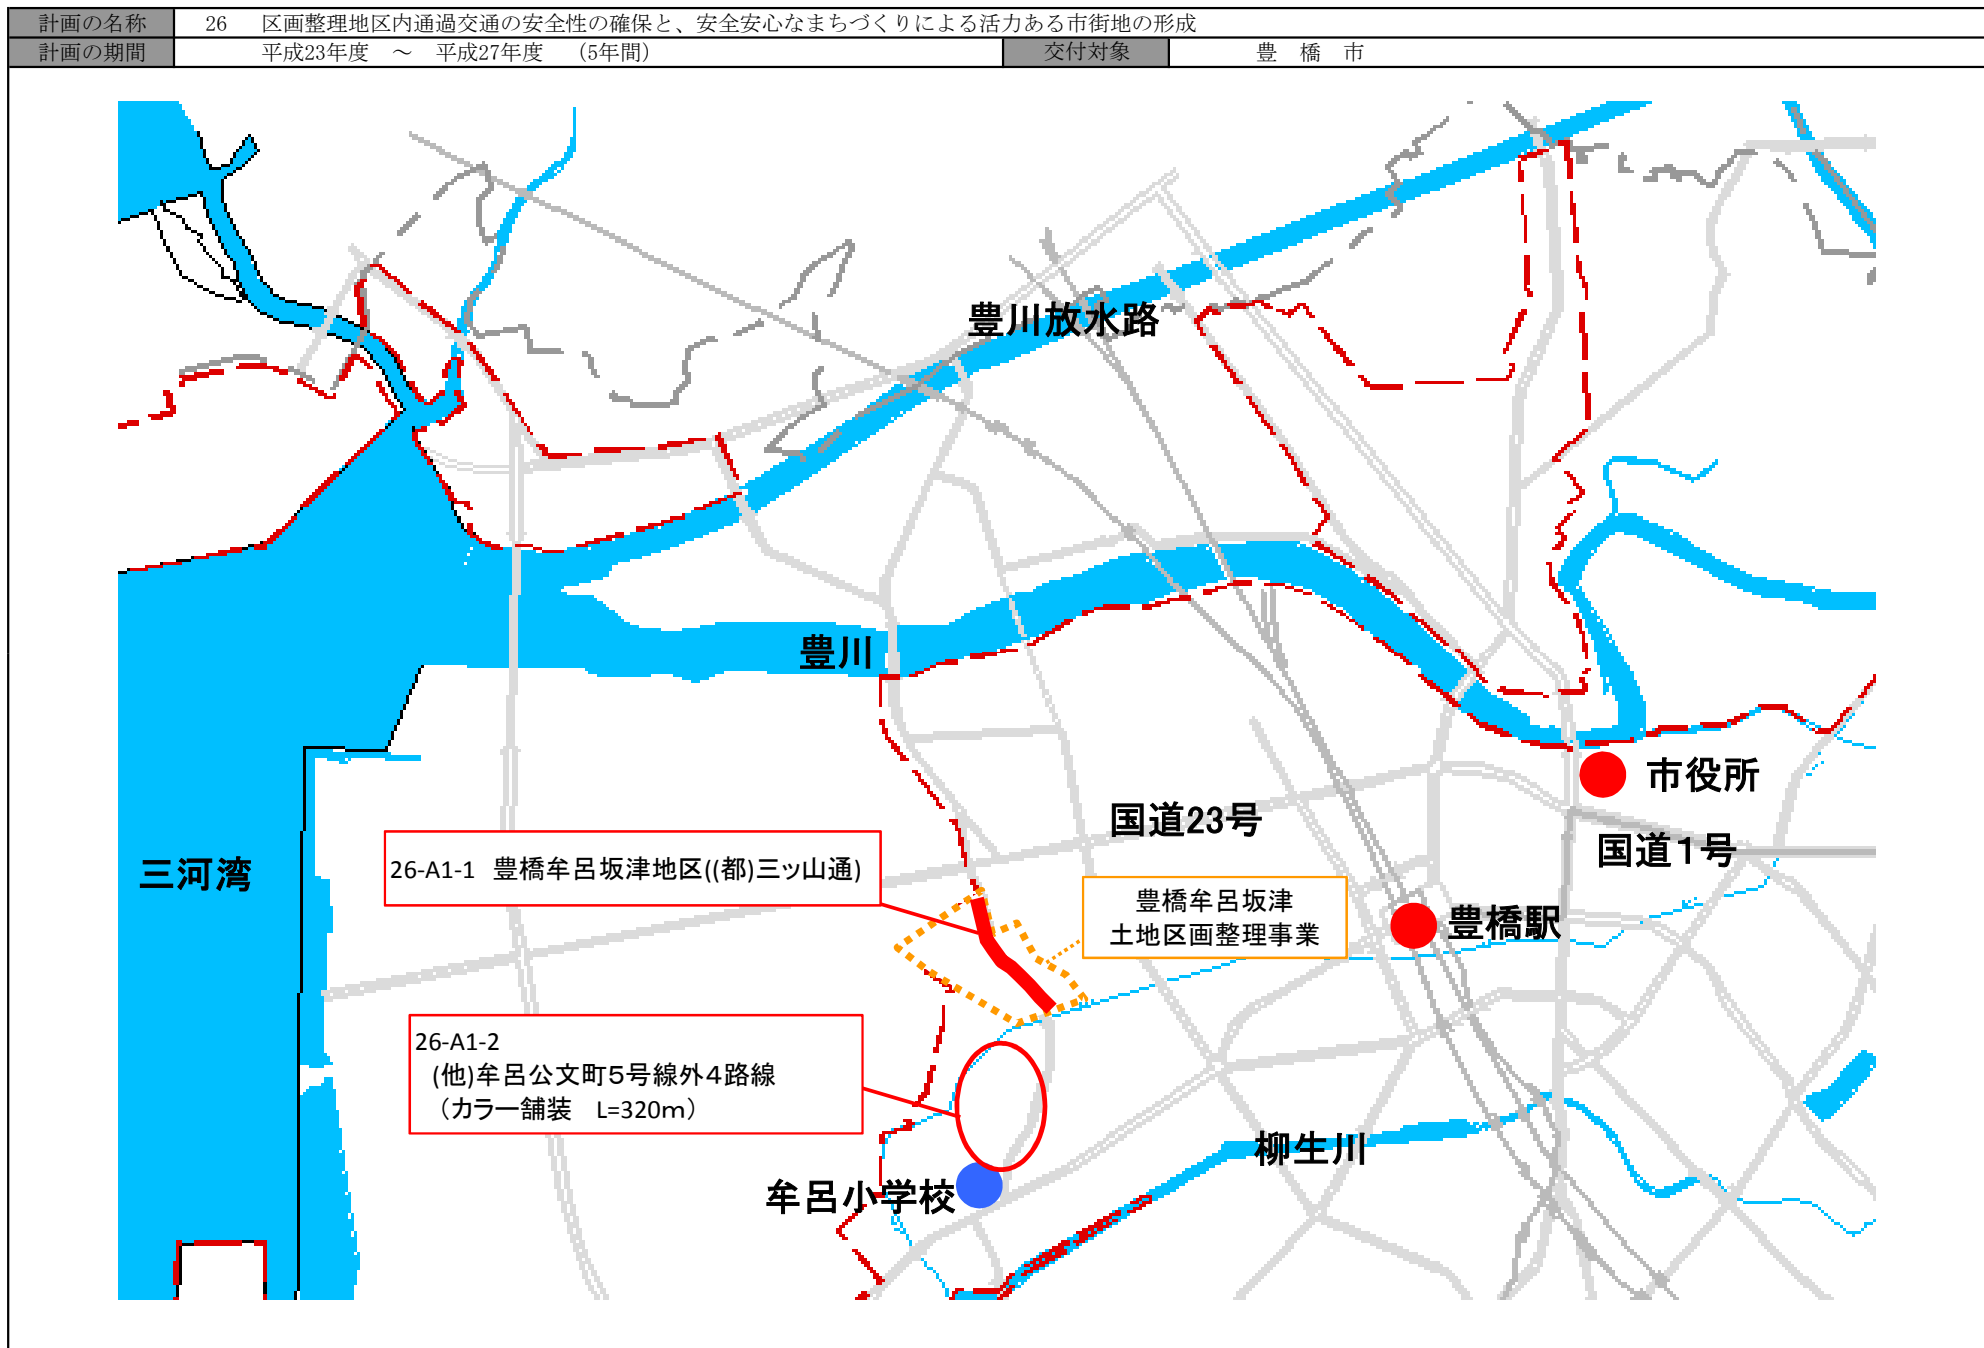 計画の名称 26 区画整理地区内通過交通の安全性の確保と、安全安心なまちづくりによる活力ある市街地の形成
計画の期間 平成23年度 ～ 平成27年度 (5年間) 交付対象 豊 橋 市
豊川放水路
豊川
市役所
国道23号
国道１号
三河湾
26-A1-1 豊橋牟呂坂津地区((都)三ッ山通)
豊橋牟呂坂津
土地区画整理事業
豊橋駅
26-A1-2
(他)牟呂公文町５号線外４路線
（カラー舗装 L=320ｍ）
柳生川
牟呂小学校